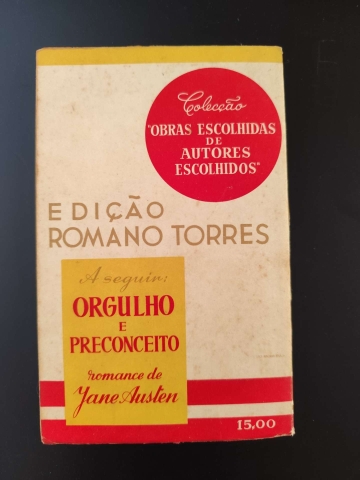 Colecção
"OBRAS ESCOLHIDAS
DE
AUTORES
ESCOLHIDOS"
EDIÇÃO
ROMANO TORRES
A seguir:
ORGULHO
E
PRECONCEITO
romance de
Jane Austen
15,00